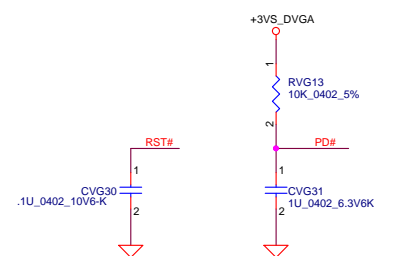 +3VS_DVGA
1
RVG13
10K_0402_5%
2
RST#
PD#
1
1
CVG30
CVG31
.1U_0402_10V6-K
1U_0402_6.3V6K
2
2